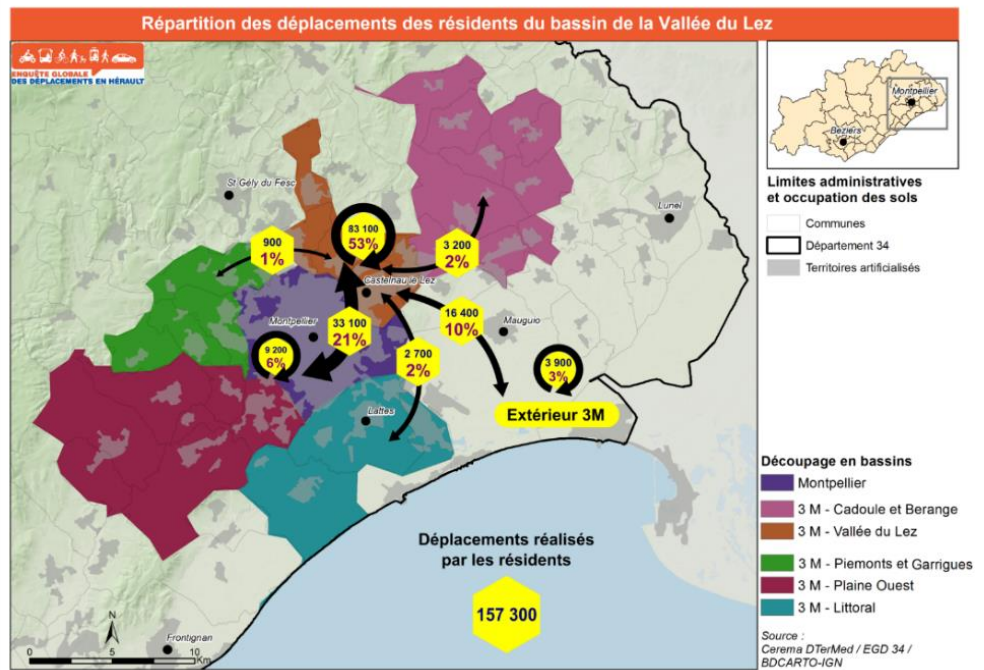 Répartition des déplacements des résidents du bassin de la Vallée du Lez
ENQUÊTE GLOBALE
DES DÉPLACEMENTS EN HÉRAULT
Montpellier
Béziers
Limites administratives
et occupation des sols
Communes
Département 34
Territoires artificialisés
St Gély du Fesc
Lunel
83 100
53%
900
1%
3 200
2%
Castelnau le Lez
16 400
10%
Mauguio
Montpellier
33 100
21%
9 200
6%
2 700
2%
3 900
3%
Extérieur 3M
Lattes
Découpage en bassins
Montpellier
3 M - Cadoule et Berange
3 M - Vallée du Lez
3 M - Piemonts et Garrigues
3 M - Plaine Ouest
3 M - Littoral
Déplacements réalisés
par les résidents
157 300
N
Frontignan
0 5 10
Km
Source :
Cerema DTerMed / EGD 34 /
BDCARTO-IGN